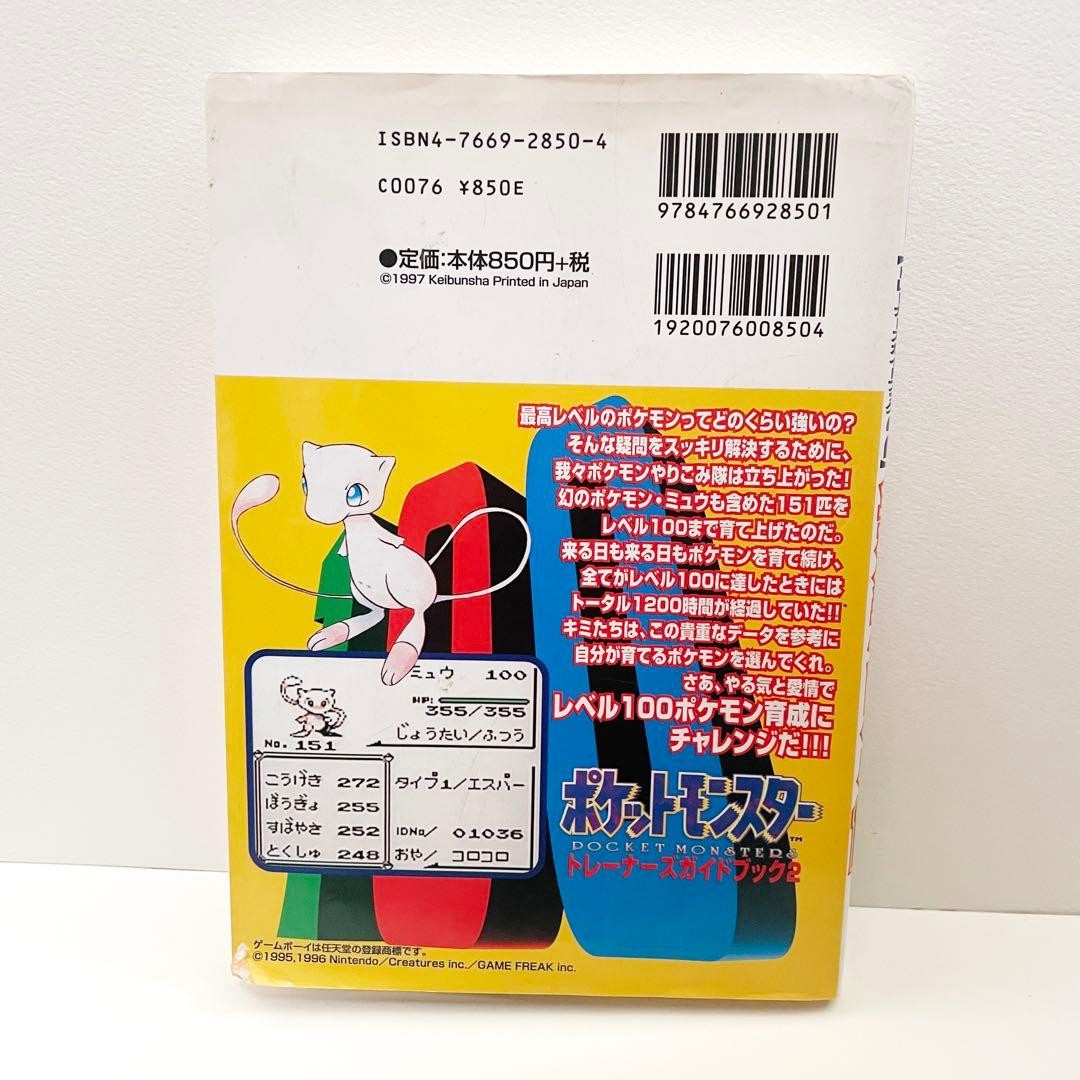 ISBN4-7669-2850-4
C0076 ¥850E
9784766928501
●定価:本体850円+税
©1997 Keibunsha Printed in Japan
1920076008504
最高レベルのポケモンってどのくらい強いの?
そんな疑問をスッキリ解決するために、
我々ポケモンやりこみ隊は立ち上がった!
幻のポケモン・ミュウも含めた151匹を
レベル100まで育て上げたのだ。
来る日も来る日もポケモンを育て続け、
全てがレベル100に達したときには
トータル1200時間が経過していた!!
キミたちは、この貴重なデータを参考に
自分が育てるポケモンを選んでくれ。
さあ、やる気と愛情で
レベル100ポケモン育成に
チャレンジだ!!!
ミュウ 100
HP:
355/355
No.151
じょうたい/ふつう
こうげき 272
ぼうぎょ 255
すばやさ 252
とくしゅ 248
タイプ1/エスパー
IDNo/ 01036
おや/ コロコロ
ポケットモンスター
TM
POCKET MONSTERS
トレーナーズガイドブック2
ゲームボーイは任天堂の登録商標です。
©1995,1996 Nintendo/Creatures inc./GAME FREAK inc.